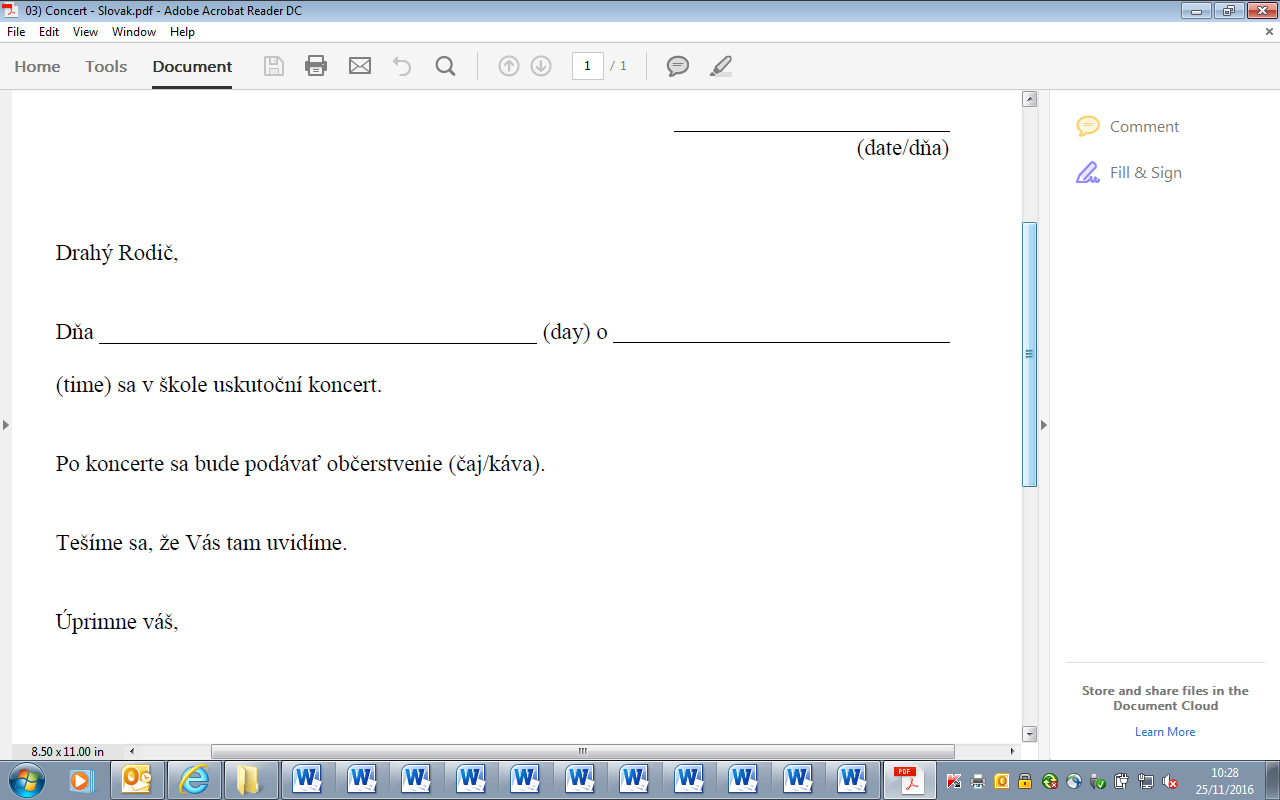 03) Concert - Slovak.pdf - Adobe Acrobat Reader DC
File Edit View Window Help
Home Tools Document 1 / 1
(date/dňa)
Comment
Fill & Sign
Drahý Rodič,
Dňa ______ (day) o ______
(time) sa v škole uskutoční koncert.
Po koncerte sa bude podávať občerstvenie (čaj/káva).
Tešíme sa, že Vás tam uvidíme.
Úprimne váš,
Store and share files in the
Document Cloud
Learn More
8.50 x 11.00 in
PDF
10:28
25/11/2016